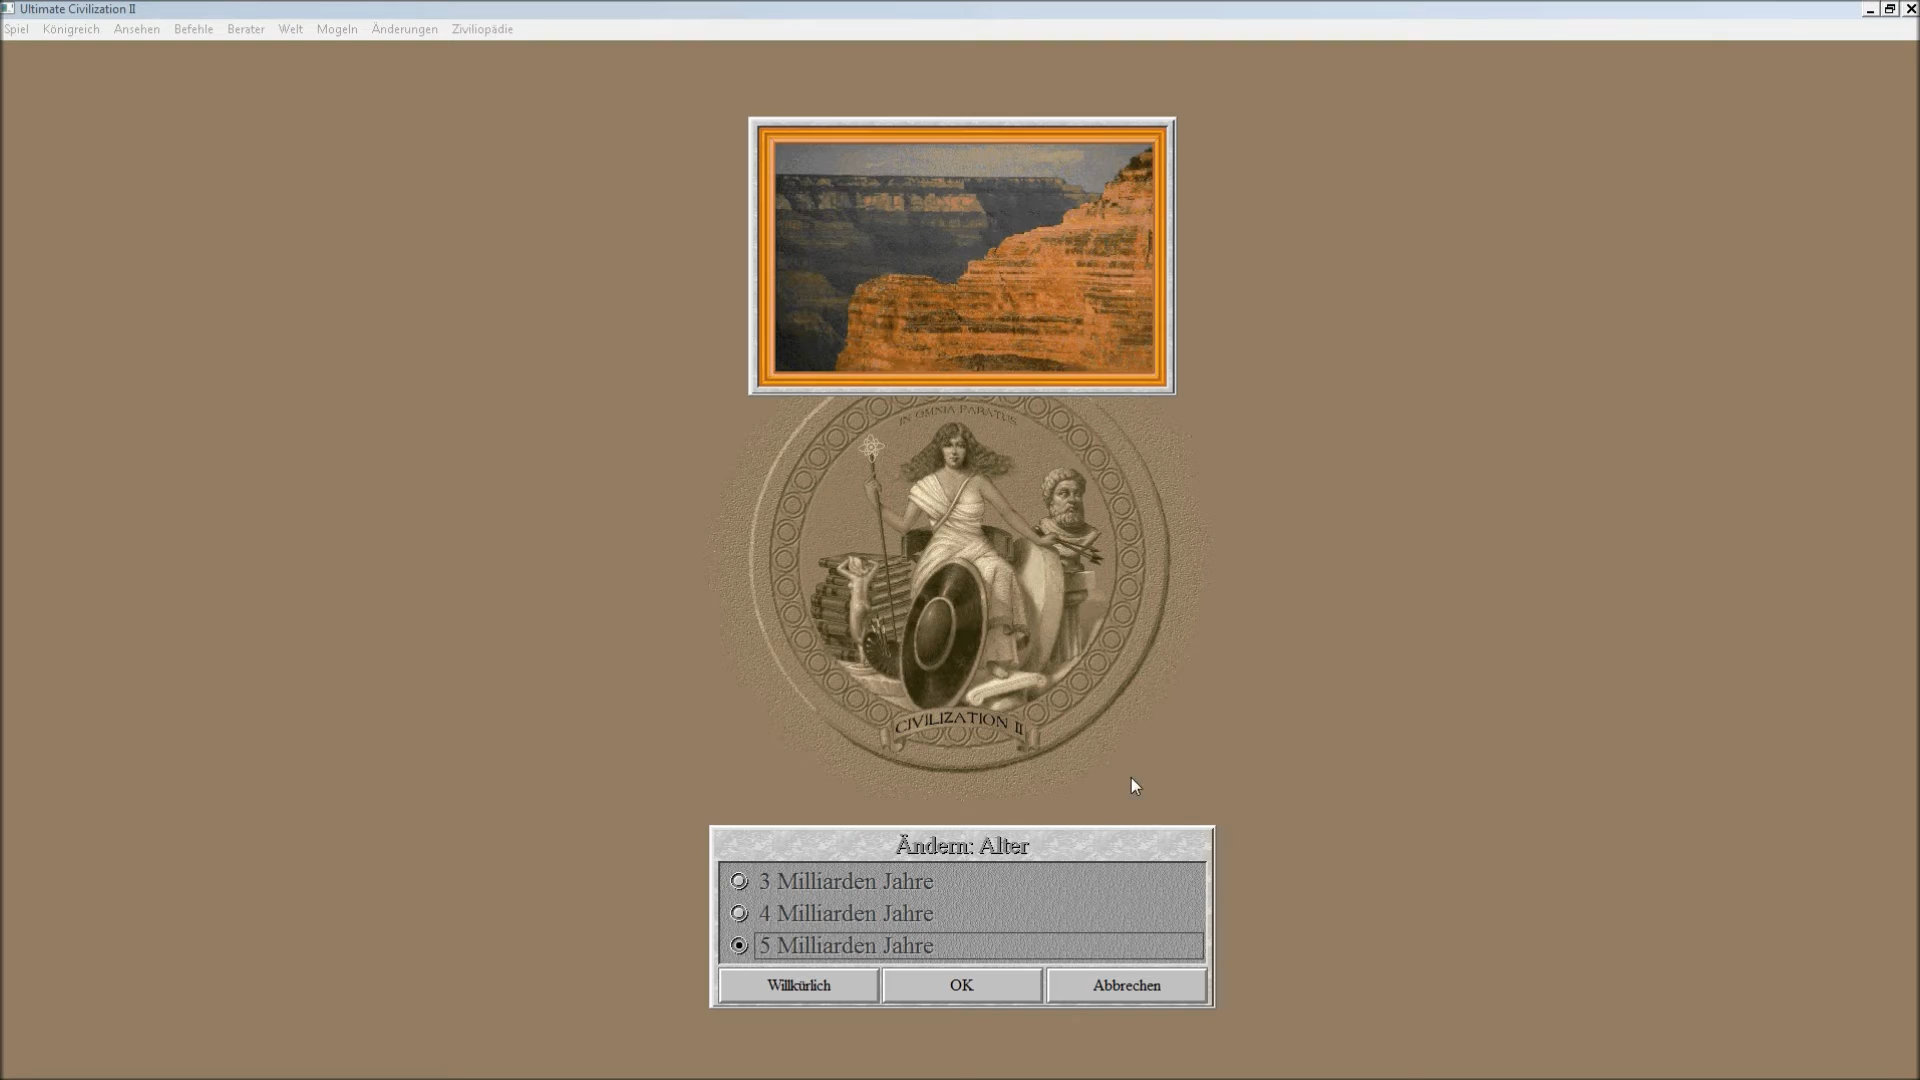 Ultimate Civilization II
Spiel Königreich Ansehen Befehle Berater Welt Mogeln Änderungen Ziviliopädie
IN OMNIA PARATUS
CIVILIZATION II
Ändern: Alter
3 Milliarden Jahre
4 Milliarden Jahre
5 Milliarden Jahre
Willkürlich OK Abbrechen